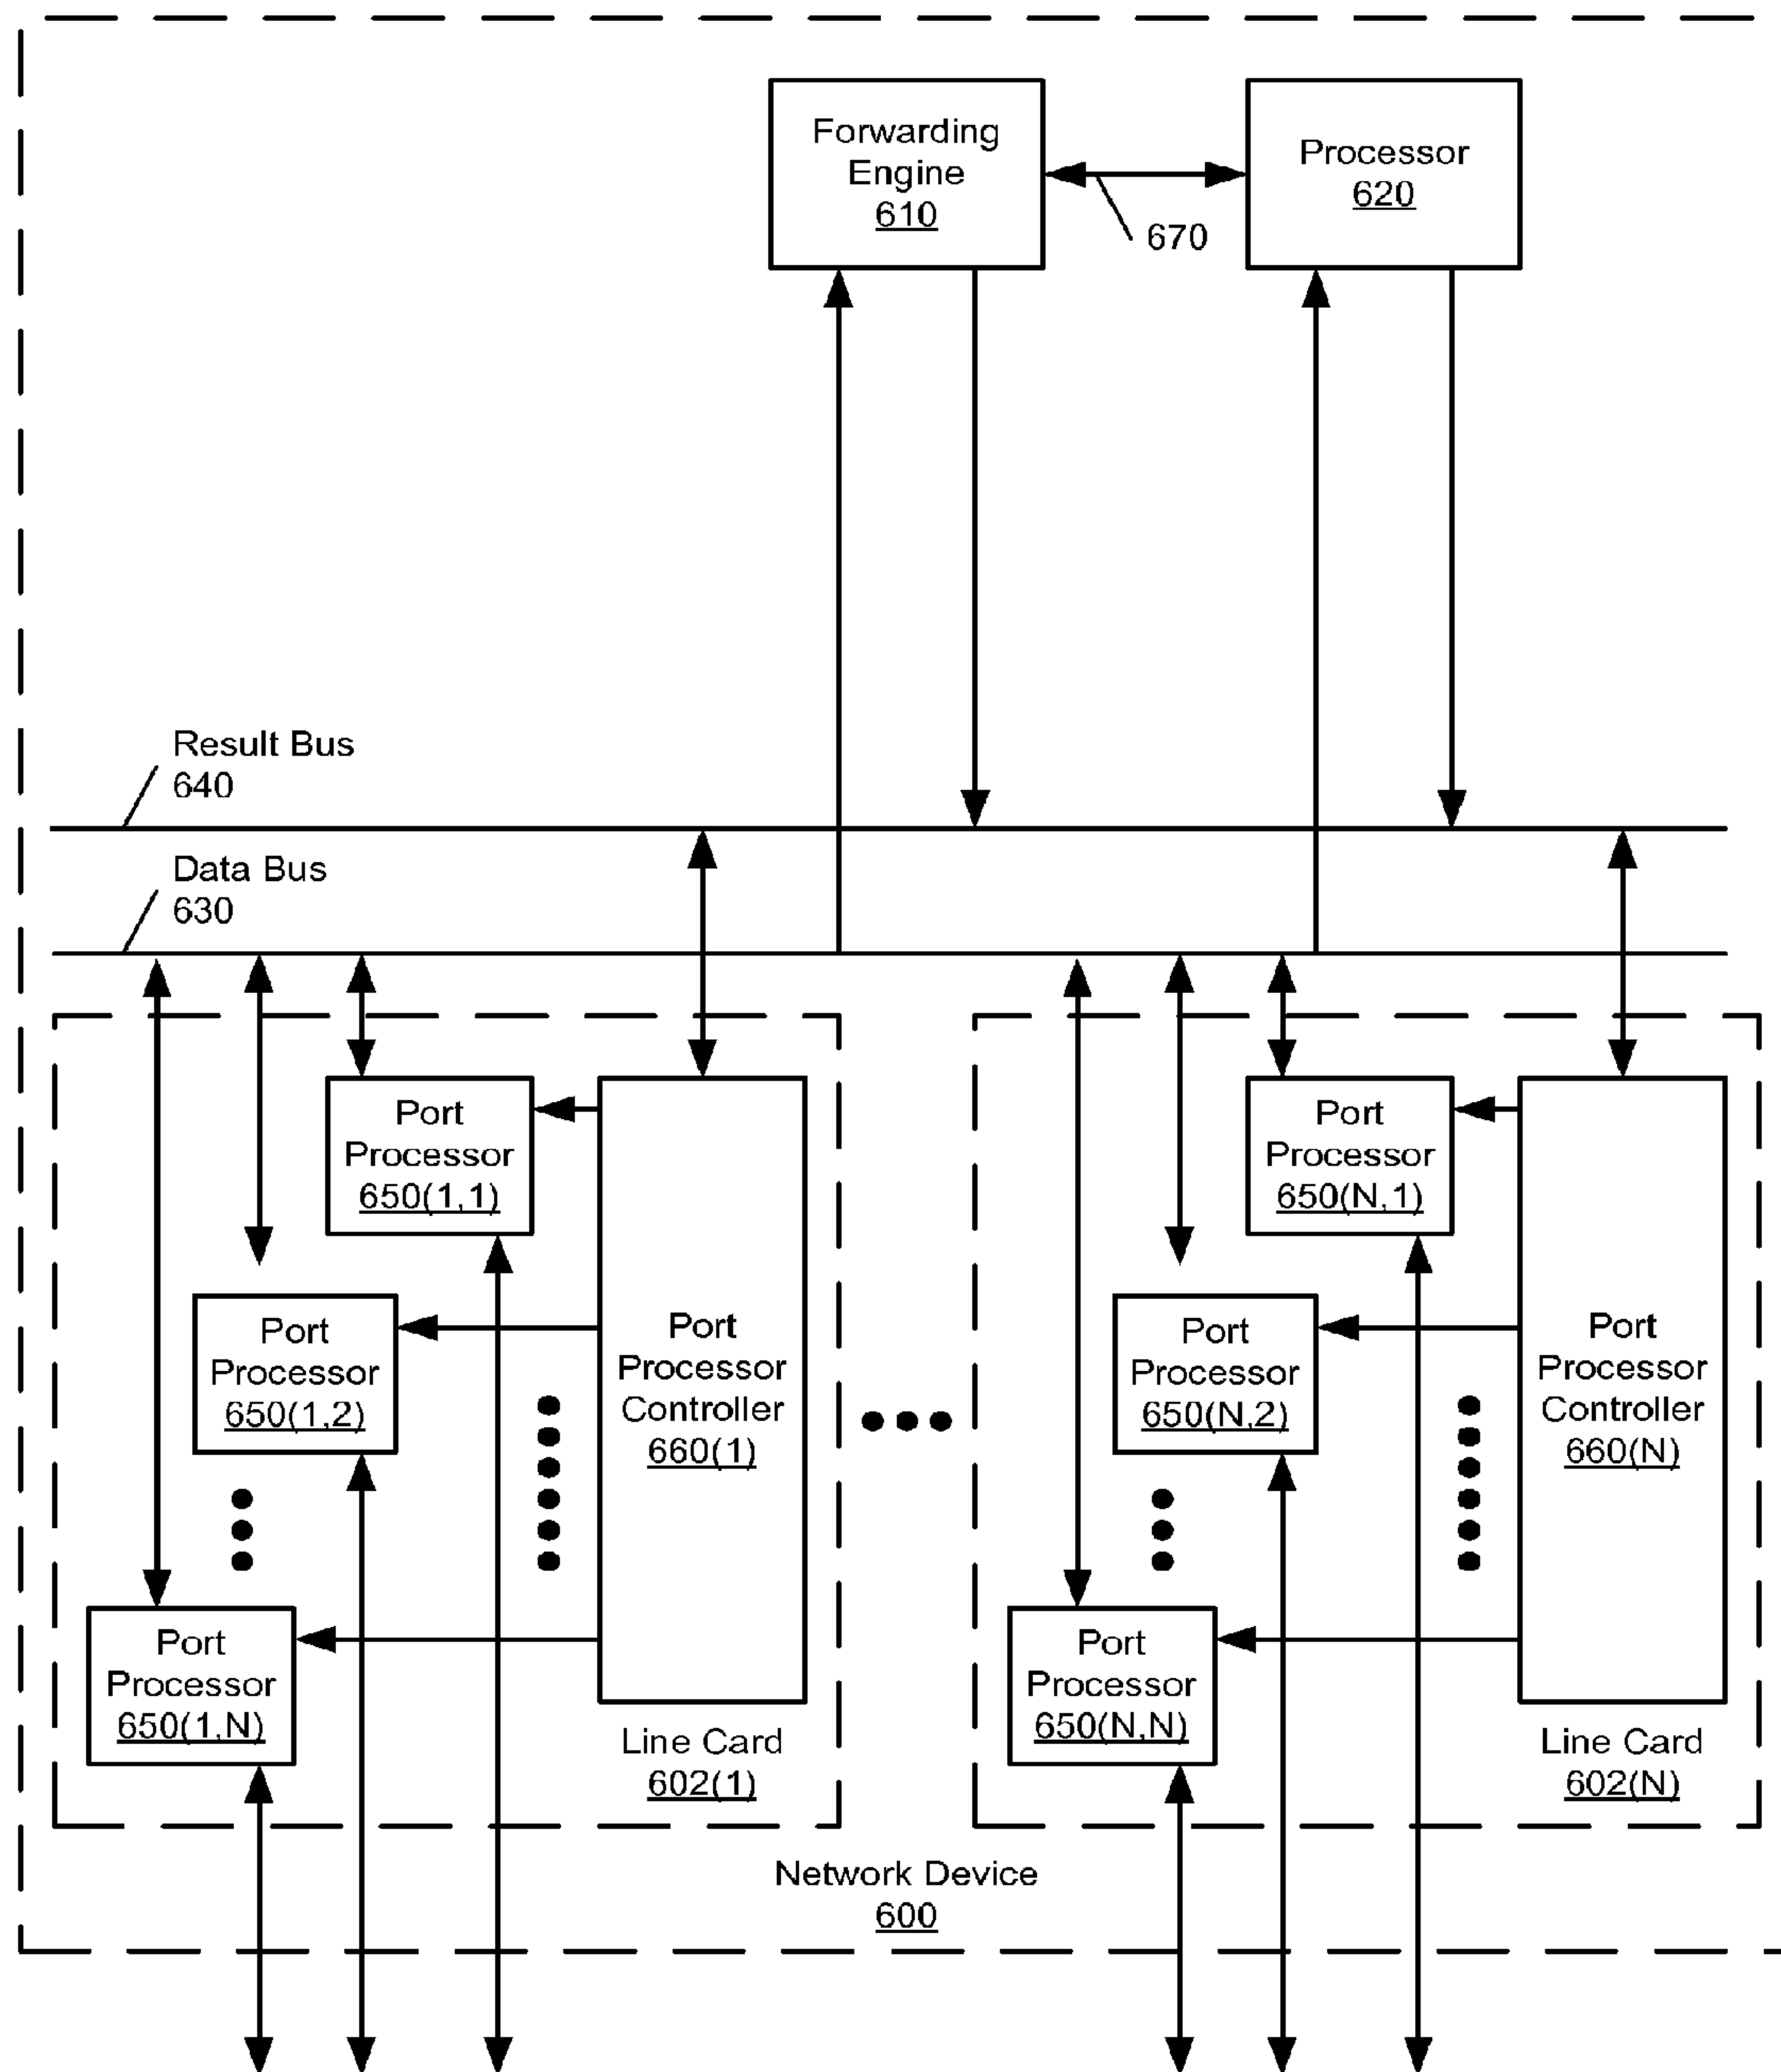 Forwarding
Engine
610
Processor
620
670
Result Bus
640
Data Bus
630
Port
Processor
650(1,1)
Port
Processor
650(1,2)
Port
Processor
650(1,N)
Port
Processor
Controller
660(1)
Line Card
602(1)
Port
Processor
650(N,1)
Port
Processor
650(N,2)
Port
Processor
650(N,N)
Port
Processor
Controller
660(N)
Line Card
602(N)
Network Device
600